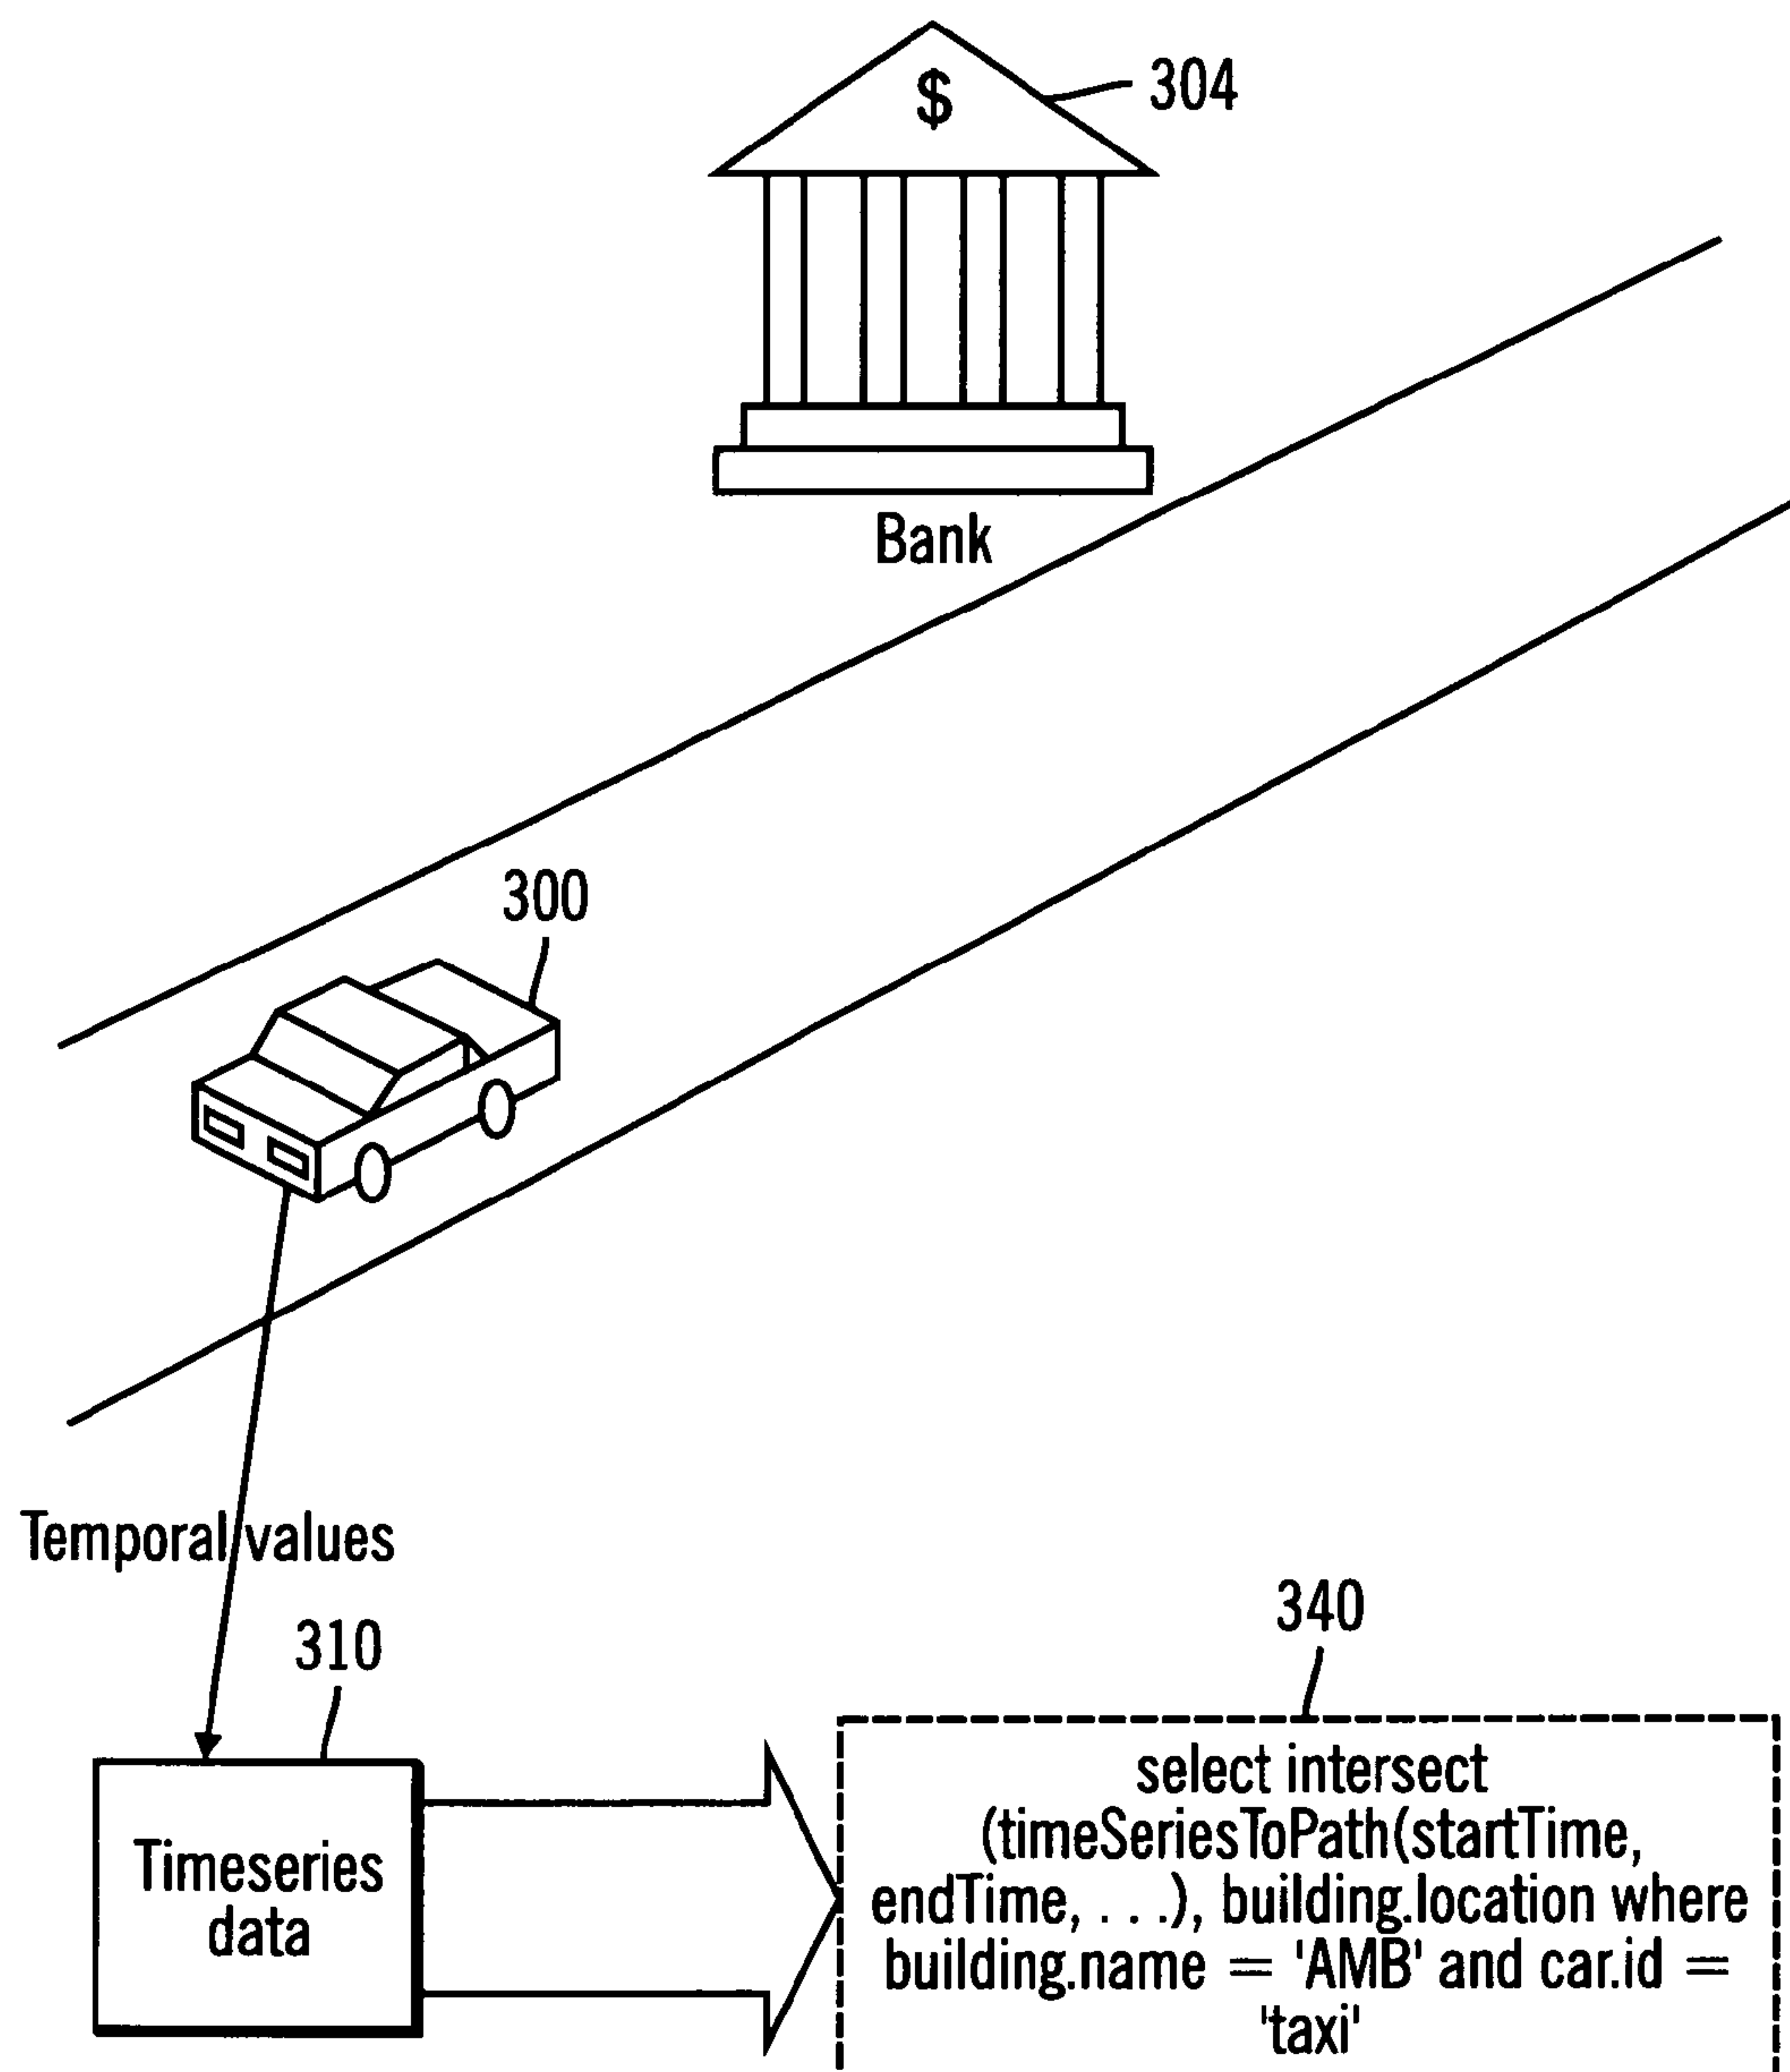 $
304
Bank
300
Temporal values
310
340
Timeseries
data
select intersect
(timeSeriesToPath(startTime,
endTime, . . .), building.location where
building.name = 'AMB' and car.id =
'taxi'